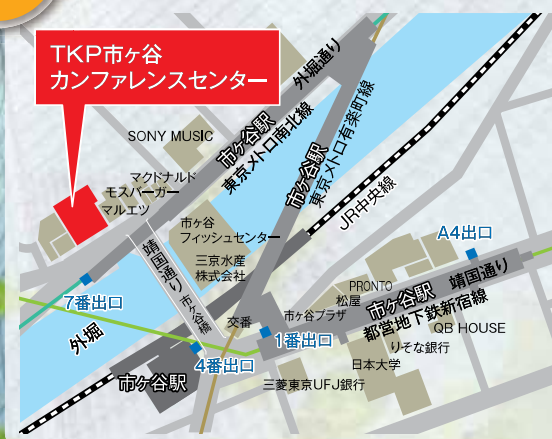 TKP市ヶ谷
カンファレンスセンター
外堀通り
市ヶ谷駅
東京メトロ南北線
SONY MUSIC
市ヶ谷駅
東京メトロ有楽町線
マクドナルド
モスバーガー
マルエツ
JR中央線
市ヶ谷
フィッシュセンター
三京水産
株式会社
靖国通り
市ヶ谷橋
A4出口
7番出口
PRONTO
松屋
靖国通り
市ヶ谷駅
都営地下鉄新宿線
市ヶ谷プラザ
交番
外堀
1番出口
QB HOUSE
りそな銀行
4番出口
日本大学
市ヶ谷駅
三菱東京UFJ銀行